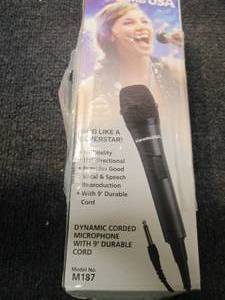 USA
LIKE A
SUPERSTAR!
Good
Vocal & Speech
Reproduction
• With 9' Durable
Cord
DYNAMIC CORDED
MICROPHONE
WITH 9' DURABLE
CORD
Model No.
M187